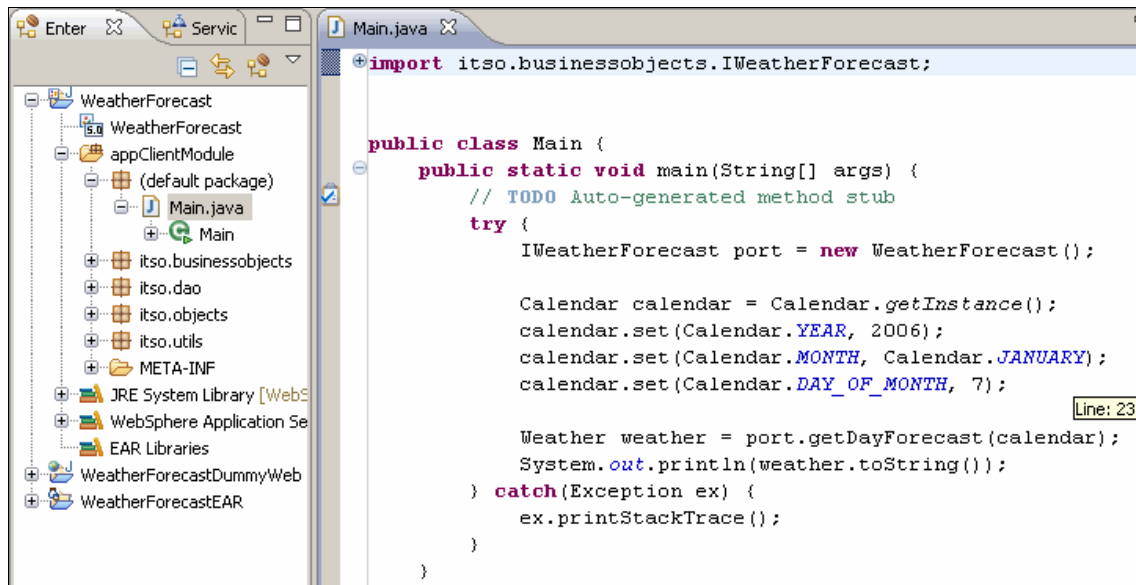 Enter
Servic
WeatherForecast
5.0 WeatherForecast
appClientModule
(default package)
J Main.java
Main
itso.businessobjects
itso.dao
itso.objects
itso.utils
META-INF
JRE System Library [WebS
WebSphere Application Se
EAR Libraries
WeatherForecastDummyWeb
WeatherForecastEAR
J Main.java
import itso.businessobjects.IWeatherForecast;
public class Main {
public static void main(String[] args) {
// TODO Auto-generated method stub
try {
IWeatherForecast port = new WeatherForecast();
Calendar calendar = Calendar.getInstance();
calendar.set(Calendar.YEAR, 2006);
calendar.set(Calendar.MONTH, Calendar.JANUARY);
calendar.set(Calendar.DAY_OF_MONTH, 7);
Line: 23
Weather weather = port.getDayForecast(calendar);
System.out.println(weather.toString());
} catch(Exception ex) {
ex.printStackTrace();
}
}